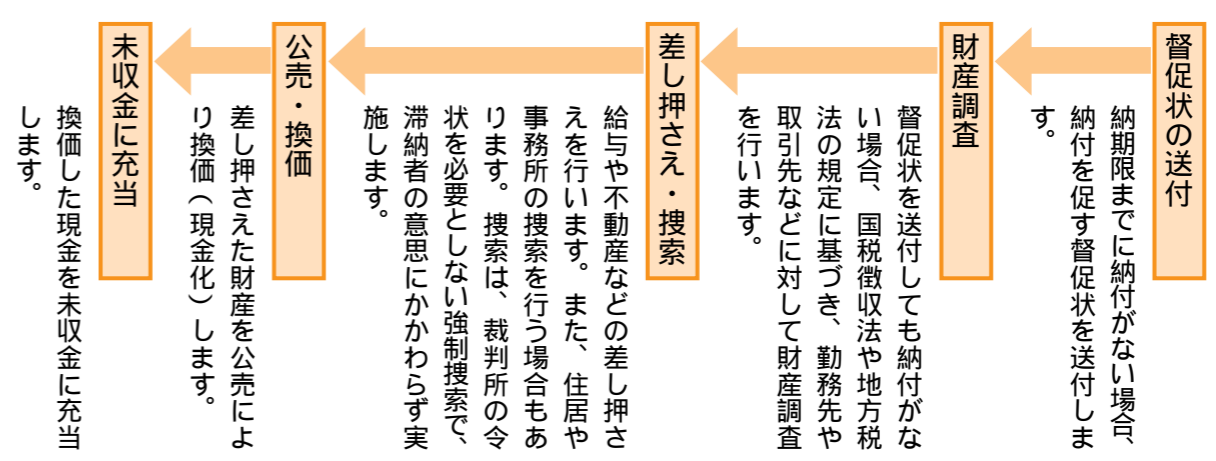 督促状の送付
納期限までに納付がない場合、
納付を促す督促状を送付しま
す。
財産調査
督促状を送付しても納付がな
い場合、国税徴収法や地方税
法の規定に基づき、勤務先や
取引先などに対して財産調査
を行います。
差し押さえ・捜索
給与や不動産などの差し押さ
えを行います。また、住居や
事務所の捜索を行う場合もあ
ります。捜索は、裁判所の令
状を必要としない強制捜索で、
滞納者の意思にかかわらず実
施します。
公売・換価
差し押さえた財産を公売によ
り換価（現金化）します。
未収金に充当
換価した現金を未収金に充当
します。